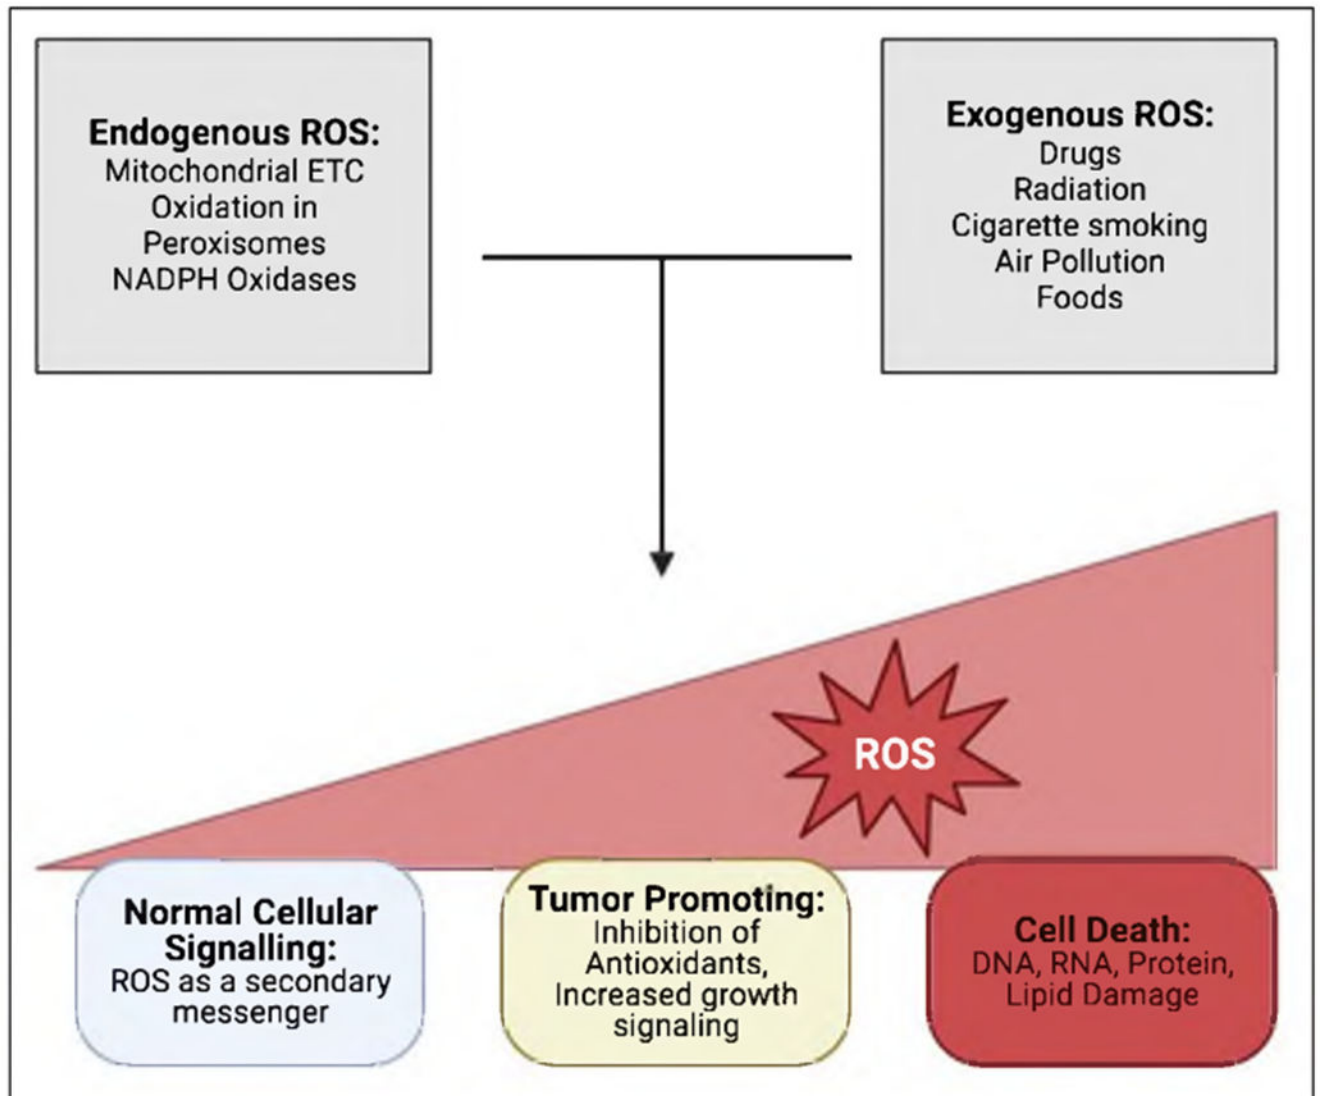 Endogenous ROS:
Mitochondrial ETC
Oxidation in
Peroxisomes
NADPH Oxidases
Exogenous ROS:
Drugs
Radiation
Cigarette smoking
Air Pollution
Foods
ROS
Normal Cellular
Signalling:
ROS as a secondary
messenger
Tumor Promoting:
Inhibition of
Antioxidants,
Increased growth
signaling
Cell Death:
DNA, RNA, Protein,
Lipid Damage